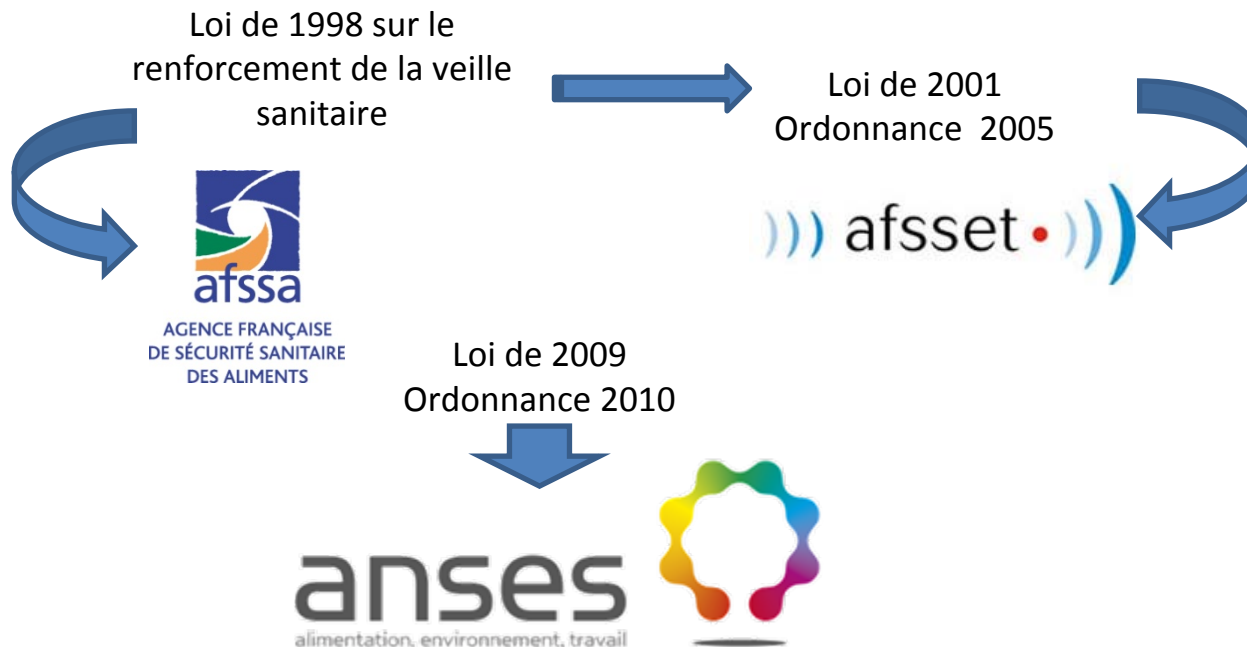 Loi de 1998 sur le
renforcement de la veille
sanitaire
Loi de 2001
Ordonnance 2005
afssa
AGENCE FRANÇAISE
DE SÉCURITÉ SANITAIRE
DES ALIMENTS
afsset
Loi de 2009
Ordonnance 2010
anses
alimentation, environnement, travail